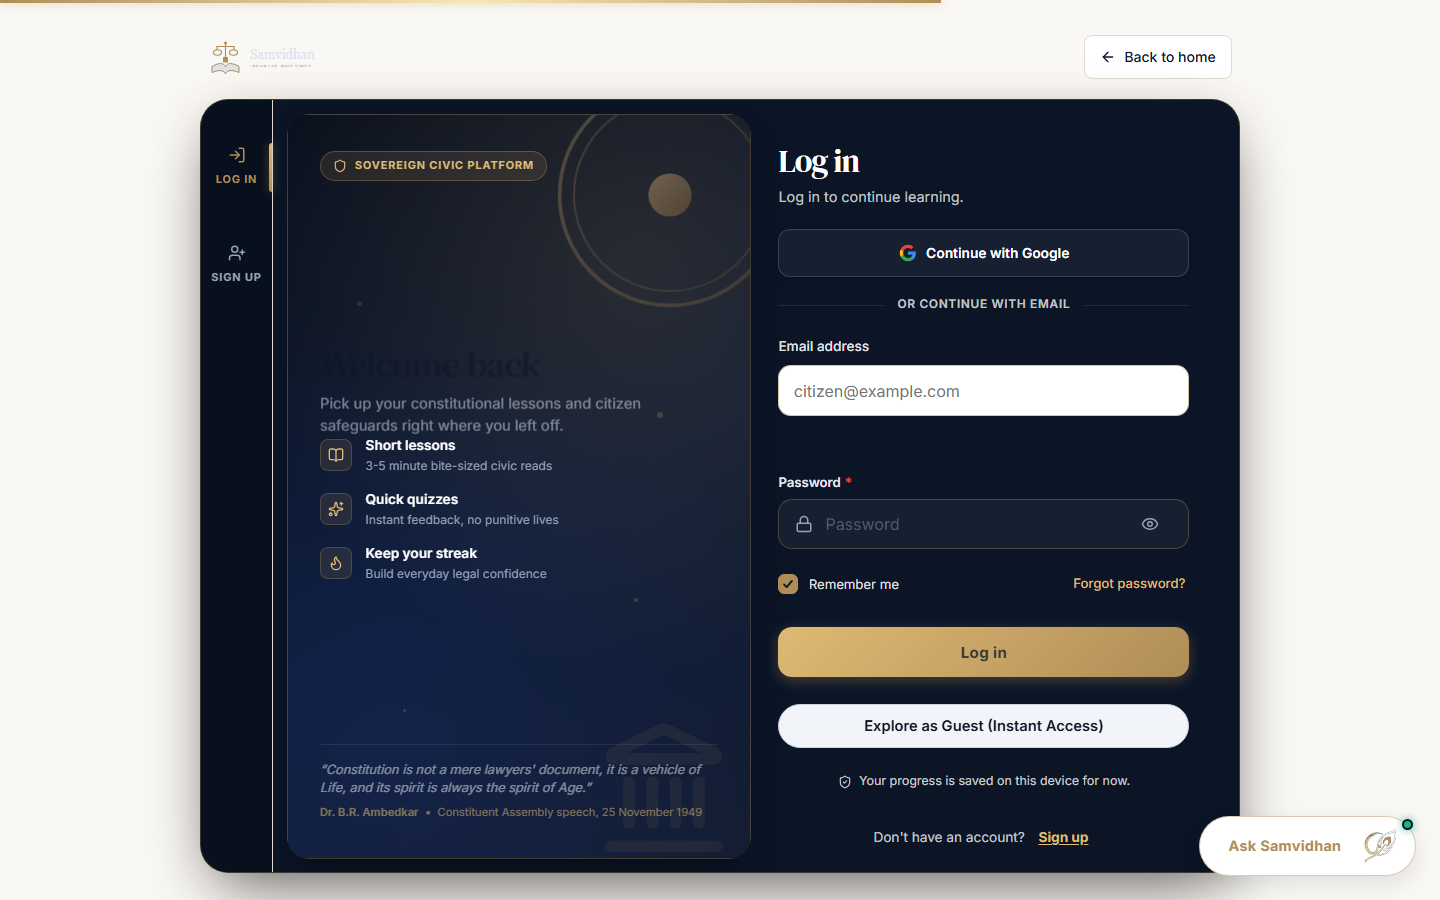 Samvidhan
Back to home
LOG IN
SIGN UP
SOVEREIGN CIVIC PLATFORM
Welcome back
Pick up your constitutional lessons and citizen
safeguards right where you left off.
Short lessons
3-5 minute bite-sized civic reads
Quick quizzes
Instant feedback, no punitive lives
Keep your streak
Build everyday legal confidence
“Constitution is not a mere lawyers' document, it is a vehicle of
Life, and its spirit is always the spirit of Age.”
Dr. B.R. Ambedkar • Constituent Assembly speech, 25 November 1949
Log in
Log in to continue learning.
Continue with Google
OR CONTINUE WITH EMAIL
Email address
citizen@example.com
Password *
Password
Remember me
Forgot password?
Log in
Explore as Guest (Instant Access)
Your progress is saved on this device for now.
Don't have an account? Sign up
Ask Samvidhan